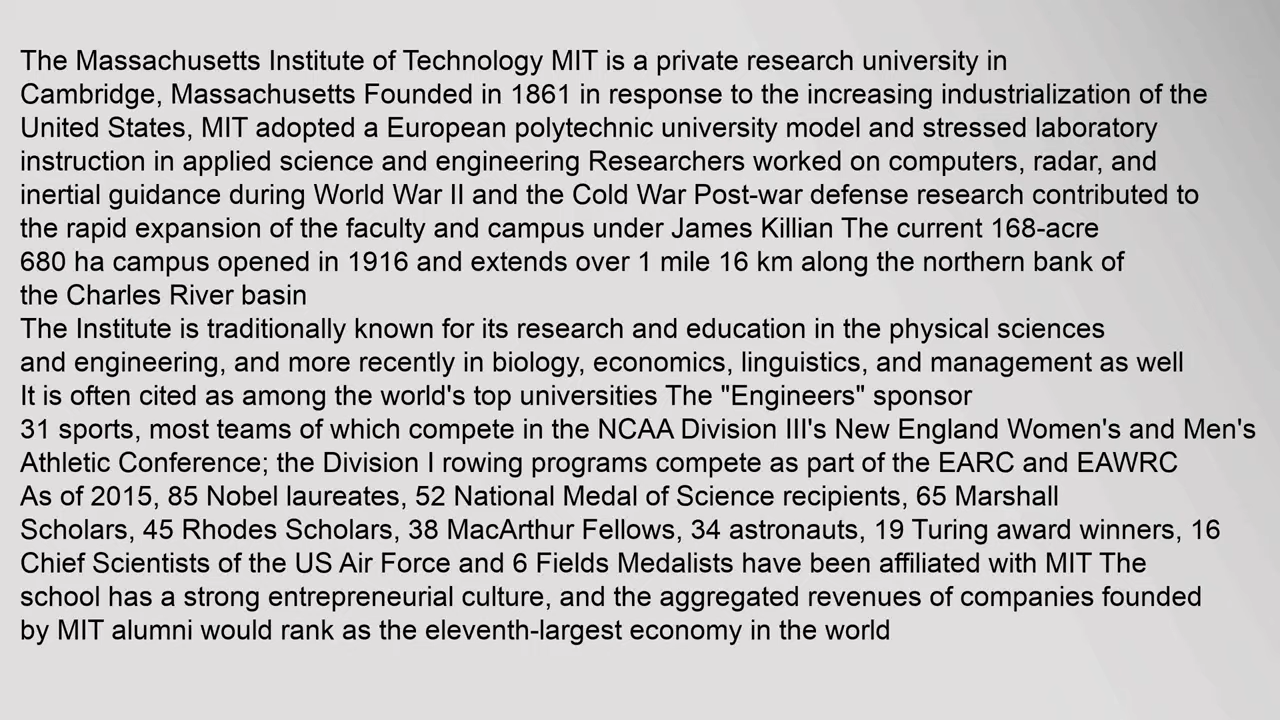 The Massachusetts Institute of Technology MIT is a private research university in
Cambridge, Massachusetts Founded in 1861 in response to the increasing industrialization of the
United States, MIT adopted a European polytechnic university model and stressed laboratory
instruction in applied science and engineering Researchers worked on computers, radar, and
inertial guidance during World War II and the Cold War Post-war defense research contributed to
the rapid expansion of the faculty and campus under James Killian The current 168-acre
680 ha campus opened in 1916 and extends over 1 mile 16 km along the northern bank of
the Charles River basin
The Institute is traditionally known for its research and education in the physical sciences
and engineering, and more recently in biology, economics, linguistics, and management as well
It is often cited as among the world's top universities The "Engineers" sponsor
31 sports, most teams of which compete in the NCAA Division III's New England Women's and Men's
Athletic Conference; the Division I rowing programs compete as part of the EARC and EAWRC
As of 2015, 85 Nobel laureates, 52 National Medal of Science recipients, 65 Marshall
Scholars, 45 Rhodes Scholars, 38 MacArthur Fellows, 34 astronauts, 19 Turing award winners, 16
Chief Scientists of the US Air Force and 6 Fields Medalists have been affiliated with MIT The
school has a strong entrepreneurial culture, and the aggregated revenues of companies founded
by MIT alumni would rank as the eleventh-largest economy in the world